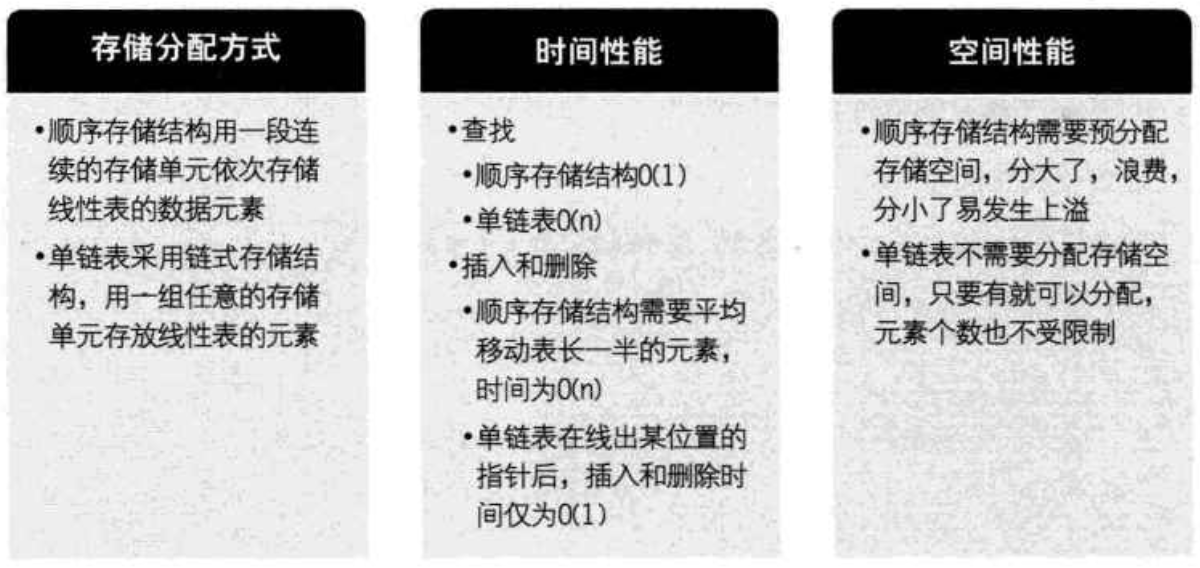 存储分配方式
•顺序存储结构用一段连
续的存储单元依次存储
线性表的数据元素
•单链表采用链式存储结
构，用一组任意的存储
单元存放线性表的元素
时间性能
•查找
•顺序存储结构O(1)
•单链表O(n)
•插入和删除
•顺序存储结构需要平均
移动表长一半的元素，
时间为O(n)
•单链表在线出某位置的
指针后，插入和删除时
间仅为O(1)
空间性能
•顺序存储结构需要预分配
存储空间，分大了，浪费，
分小了易发生上溢
•单链表不需要分配存储空
间，只要有就可以分配，
元素个数也不受限制